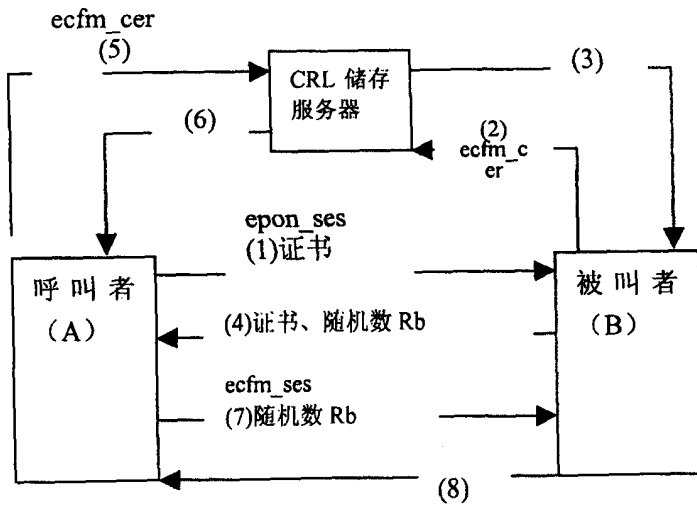 ecfm_cer
(5)
CRL 储存
服务器
(3)
(6)
(2)
ecfm_c
er
epon_ses
(1)证书
呼 叫 者
（A）
被 叫 者
（B）
(4)证书、随机数 Rb
ecfm_ses
(7)随机数 Rb
(8)